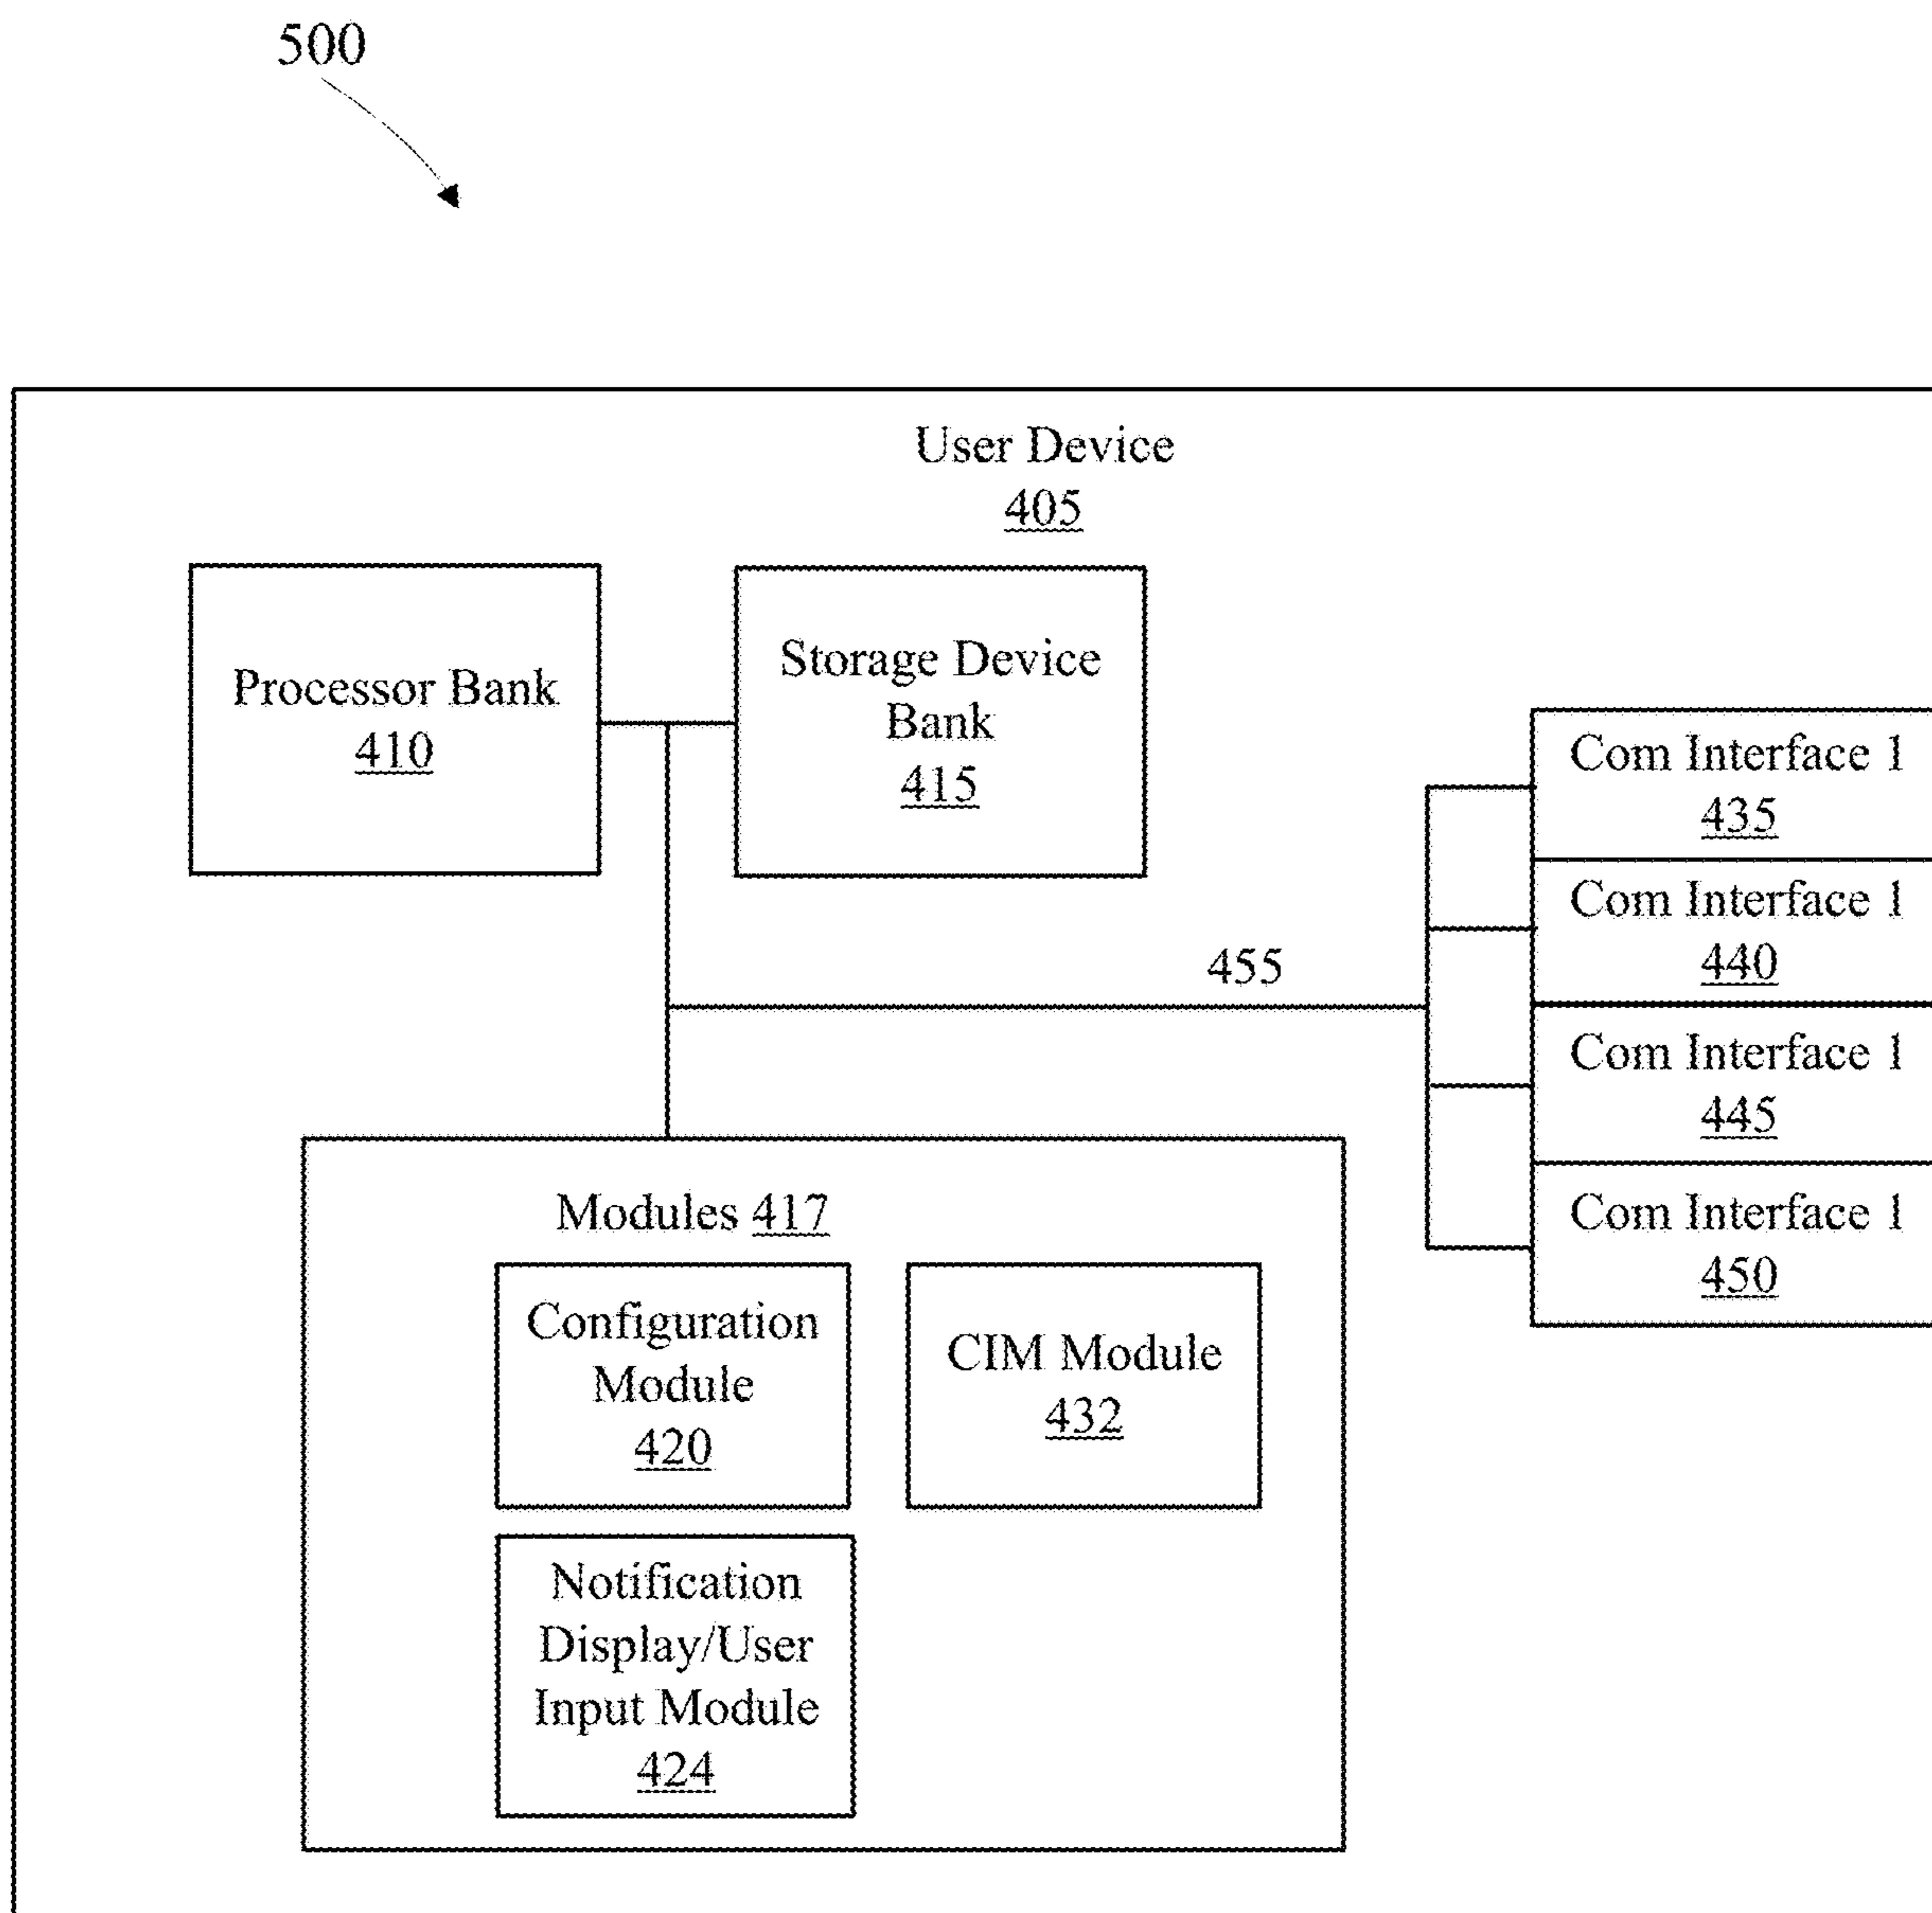 500
User Device
405
Processor Bank
410
Storage Device
Bank
415
Com Interface 1
435
Com Interface 1
440
455
Com Interface 1
445
Com Interface 1
450
Modules 417
Configuration
Module
420
CIM Module
432
Notification
Display/User
Input Module
424